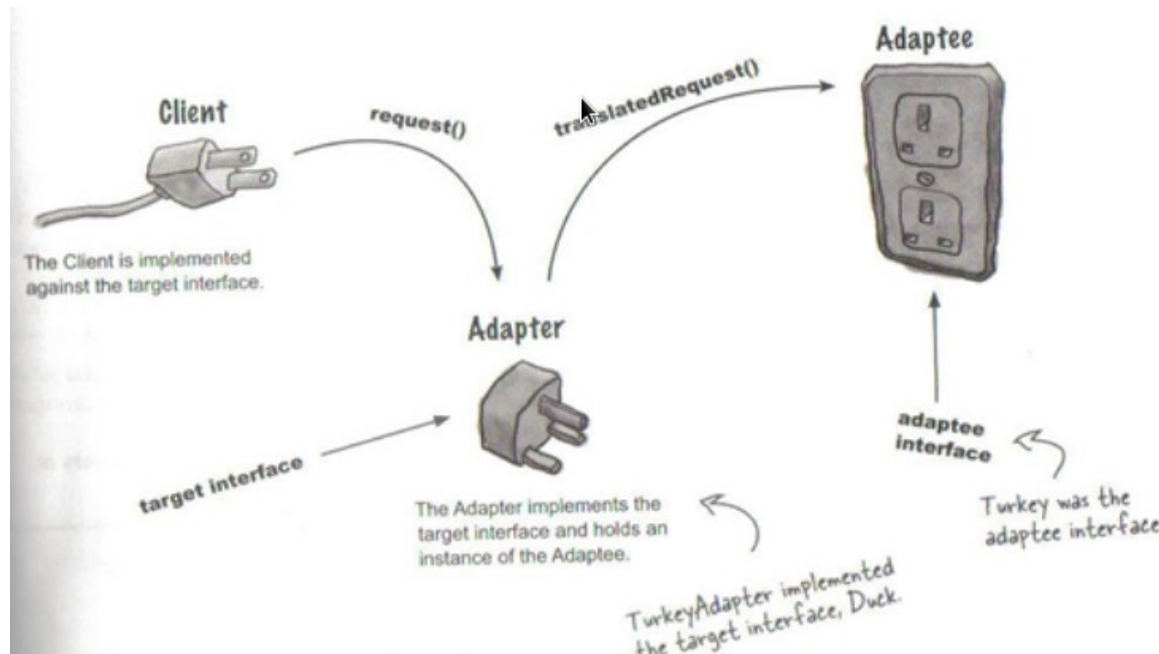 Adaptee
Client
request()
translatedRequest()
The Client is implemented
against the target interface.
Adapter
target interface
adaptee
interface
The Adapter implements the
target interface and holds an
instance of the Adaptee.
Turkey was the
adaptee interface
TurkeyAdapter implemented
the target interface, Duck.